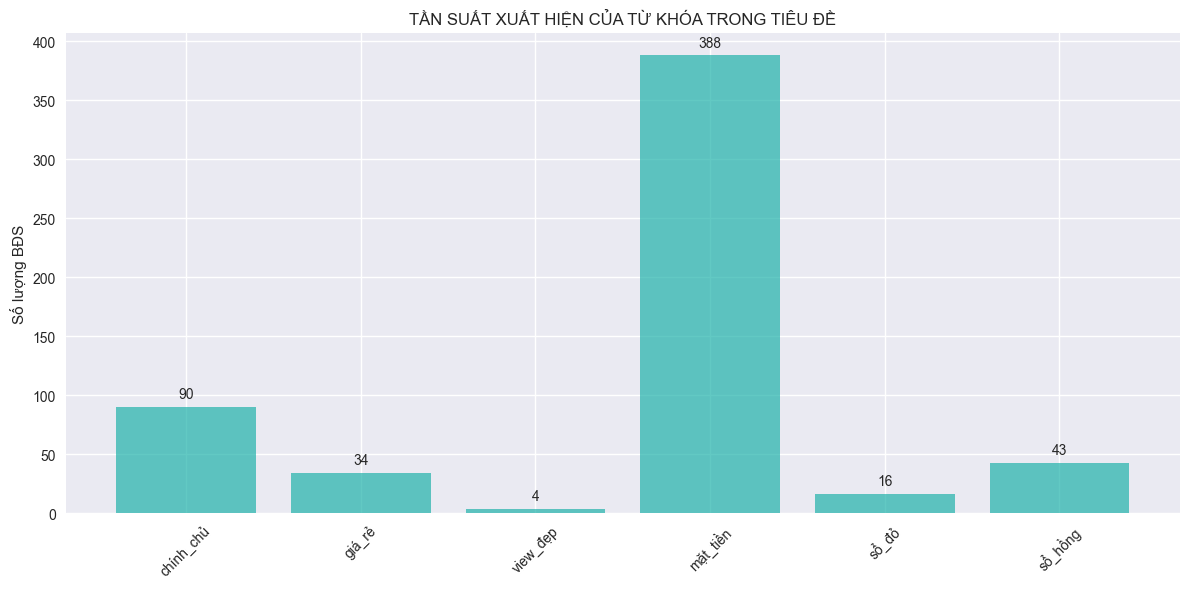 TẦN SUẤT XUẤT HIỆN CỦA TỪ KHÓA TRONG TIÊU ĐỀ
Số lượng BĐS
400
350
300
250
200
150
100
50
0
90
34
4
388
16
43
chính_chủ
giá_rẻ
view_đẹp
mặt_tiền
sổ_đỏ
sổ_hồng